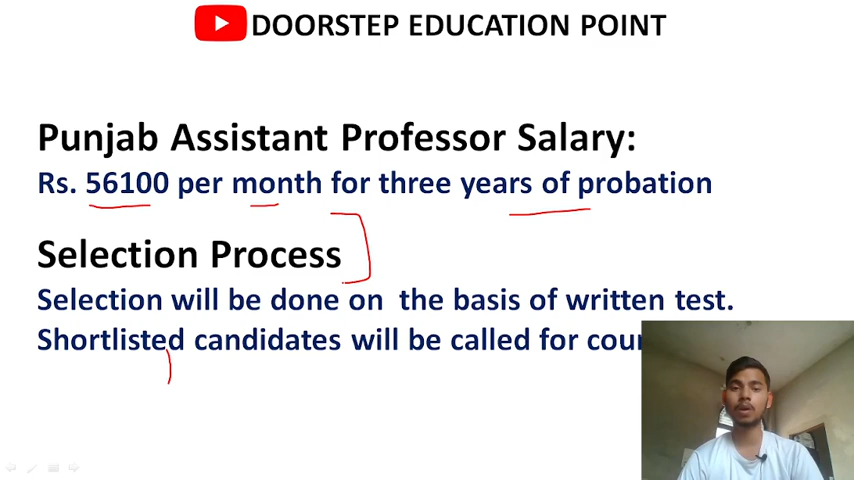 DOORSTEP EDUCATION POINT
Punjab Assistant Professor Salary:
Rs. 56100 per month for three years of probation
Selection Process
Selection will be done on the basis of written test.
Shortlisted candidates will be called for